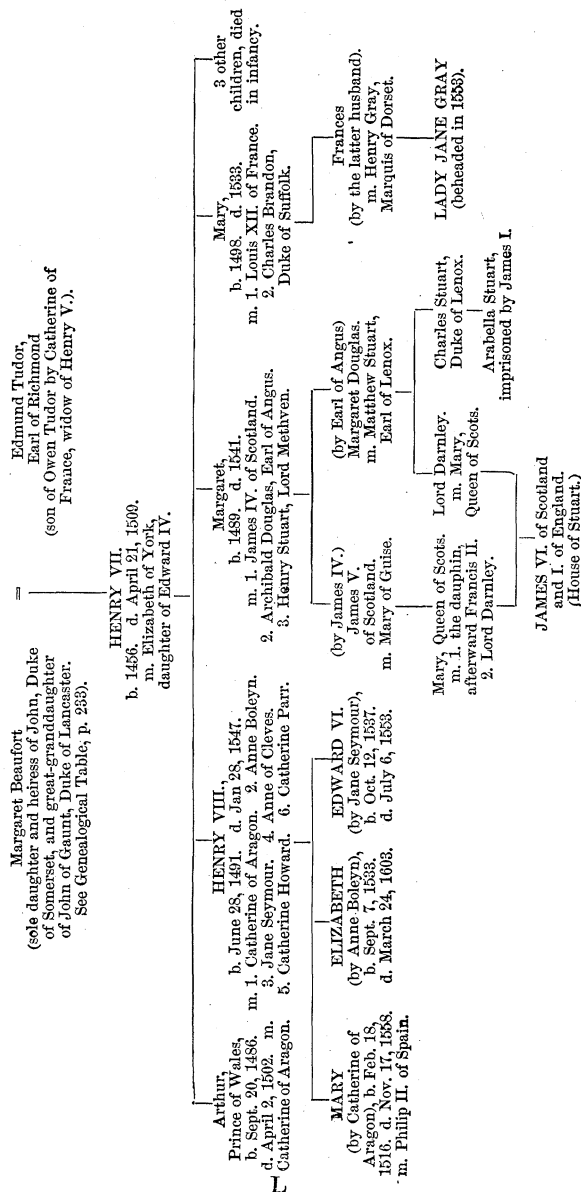 Margaret Beaufort
(sole daughter and heiress of John, Duke
of Somerset, and great-granddaughter
of John of Gaunt, Duke of Lancaster.
See Genealogical Table, p. 233).
=
Edmund Tudor,
Earl of Richmond
(son of Owen Tudor by Catherine of
France, widow of Henry V.).
HENRY VII.
b. 1456. d. April 21, 1509.
m. Elizabeth of York,
daughter of Edward IV.
Arthur,
Prince of Wales,
b. Sept. 20, 1486.
d. April 2, 1502. m.
Catherine of Aragon.
HENRY VIII.,
b. June 28, 1491. d. Jan 28, 1547.
m. 1. Catherine of Aragon. 2. Anne Boleyn.
3. Jane Seymour. 4. Anne of Cleves.
5. Catherine Howard. 6. Catherine Parr.
Margaret,
b. 1489. d. 1541.
m. 1. James IV. of Scotland.
2. Archibald Douglas, Earl of Angus.
3. Henry Stuart, Lord Methven.
Mary,
b. 1498. d. 1533.
m. 1. Louis XII. of France.
2. Charles Brandon,
Duke of Suffolk.
3 other
children, died
in infancy.
MARY
(by Catherine of
Aragon), b. Feb. 18,
1516. d. Nov. 17, 1558.
m. Philip II. of Spain.
ELIZABETH
(by Anne Boleyn),
b. Sept. 7, 1533.
d. March 24, 1603.
EDWARD VI.
(by Jane Seymour),
b. Oct. 12, 1537.
d. July 6, 1553.
(by James IV.)
James V.
of Scotland.
m. Mary of Guise.
(by Earl of Angus)
Margaret Douglas.
m. Matthew Stuart,
Earl of Lenox.
Frances
(by the latter husband).
m. Henry Gray,
Marquis of Dorset.
Mary, Queen of Scots.
m. 1. the dauphin,
afterward Francis II.
2. Lord Darnley.
Lord Darnley.
m. Mary,
Queen of Scots.
Charles Stuart,
Duke of Lenox.
Arabella Stuart,
imprisoned by James I.
LADY JANE GRAY
(beheaded in 1553).
JAMES VI. of Scotland
and I. of England.
(House of Stuart.)
L